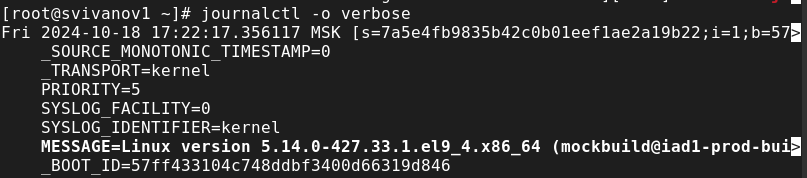 [root@svivanov1 ~]# journalctl -o verbose
Fri 2024-10-18 17:22:17.356117 MSK [s=7a5e4fb9835b42c0b01eef1ae2a19b22;i=1;b=57>
    _SOURCE_MONOTONIC_TIMESTAMP=0
    _TRANSPORT=kernel
    PRIORITY=5
    SYSLOG_FACILITY=0
    SYSLOG_IDENTIFIER=kernel
    MESSAGE=Linux version 5.14.0-427.33.1.el9_4.x86_64 (mockbuild@iad1-prod-bui>
    _BOOT_ID=57ff433104c748ddbf3400d66319d846